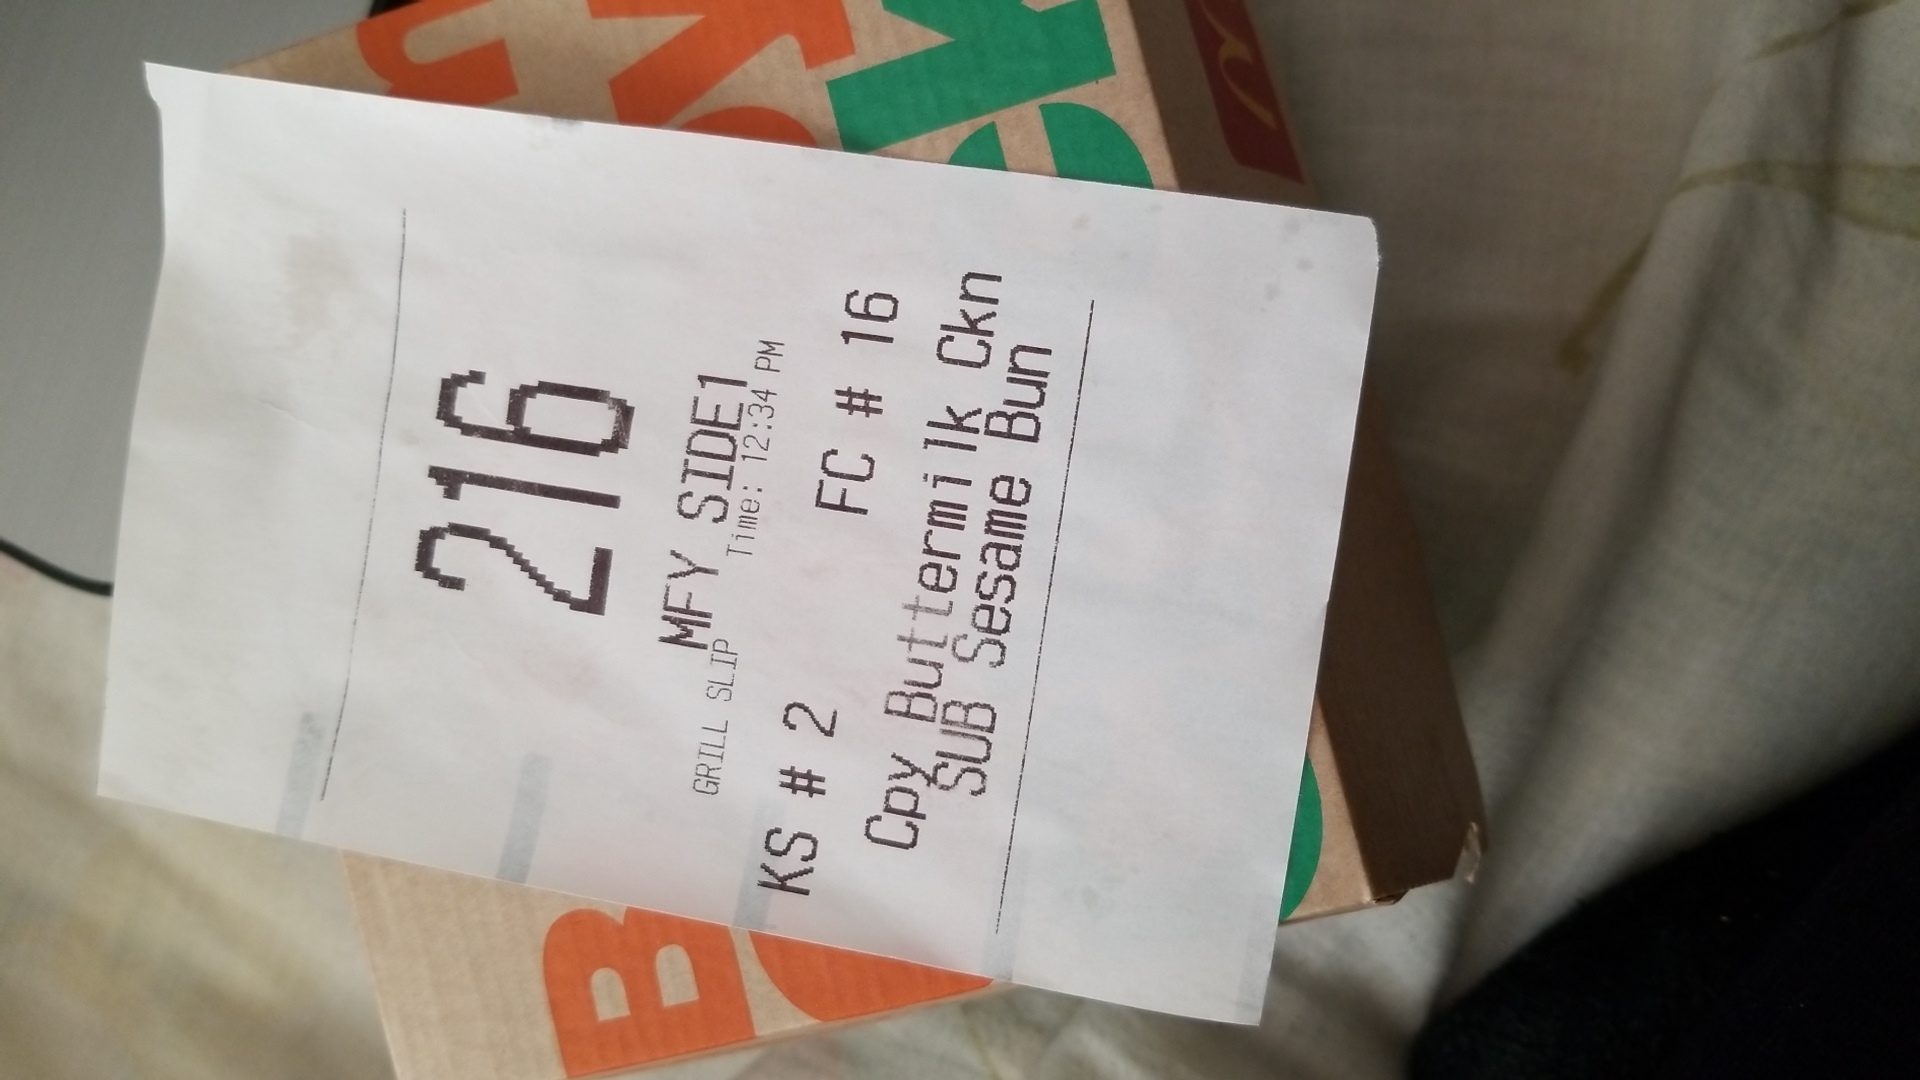 216
MFY SIDE1
GRILL SLIP Time: 12:34 PM
KS # 2 FC # 16
Cpy Buttermilk Ckn
SUB Sesame Bun